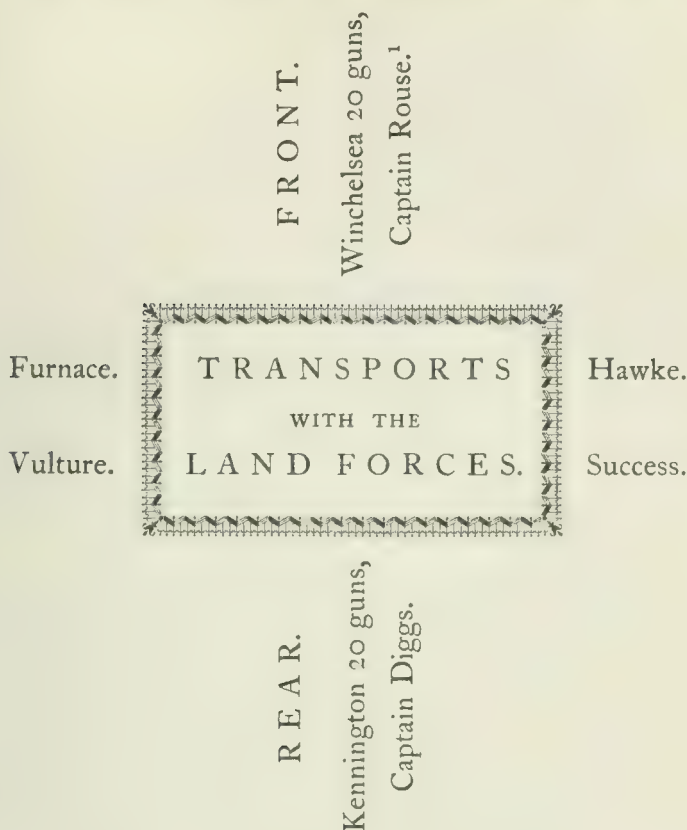 FRONT.
Winchelsea 20 guns,
Captain Rouse.¹
Furnace.
TRANSPORTS
WITH THE
LAND FORCES.
Hawke.
Vulture.
Success.
REAR.
Kennington 20 guns,
Captain Diggs.